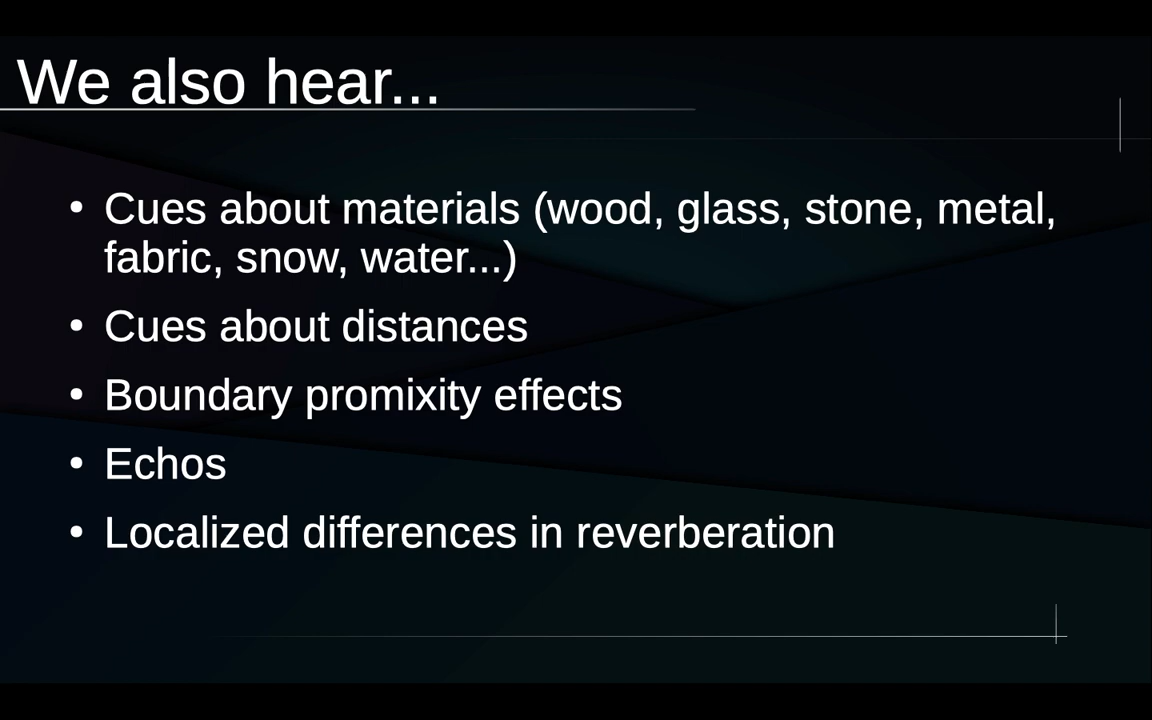 We also hear...
• Cues about materials (wood, glass, stone, metal,
fabric, snow, water...)
• Cues about distances
• Boundary promixity effects
• Echos
• Localized differences in reverberation